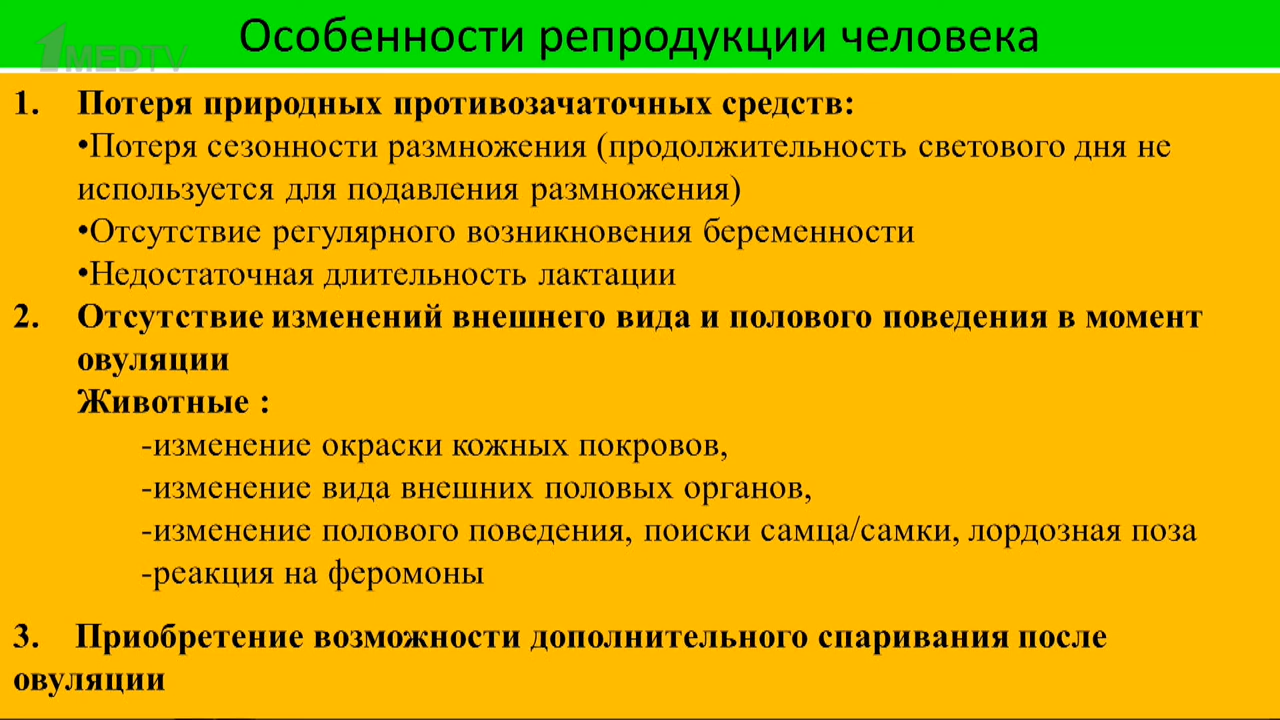 Особенности репродукции человека
1MEDTV
1. Потеря природных противозачаточных средств:
•Потеря сезонности размножения (продолжительность светового дня не
используется для подавления размножения)
•Отсутствие регулярного возникновения беременности
•Недостаточная длительность лактации
2. Отсутствие изменений внешнего вида и полового поведения в момент
овуляции
Животные :
-изменение окраски кожных покровов,
-изменение вида внешних половых органов,
-изменение полового поведения, поиски самца/самки, лордозная поза
-реакция на феромоны
3. Приобретение возможности дополнительного спаривания после
овуляции